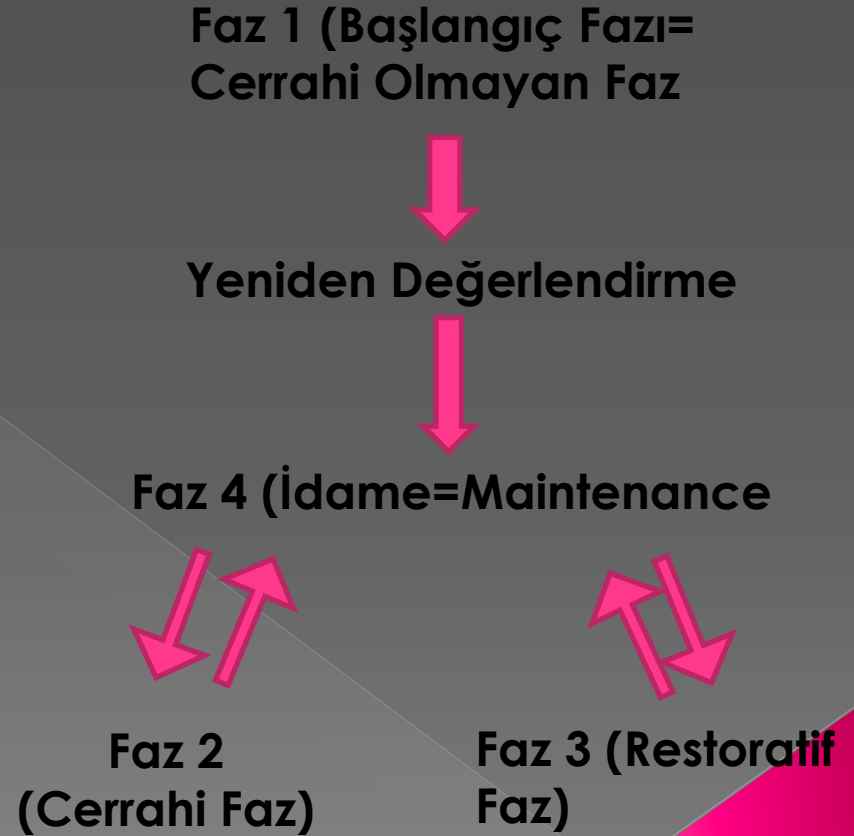 Faz 1 (Başlangıç Fazı=
Cerrahi Olmayan Faz
Yeniden Değerlendirme
Faz 4 (İdame=Maintenance
Faz 2
(Cerrahi Faz)
Faz 3 (Restoratif
Faz)